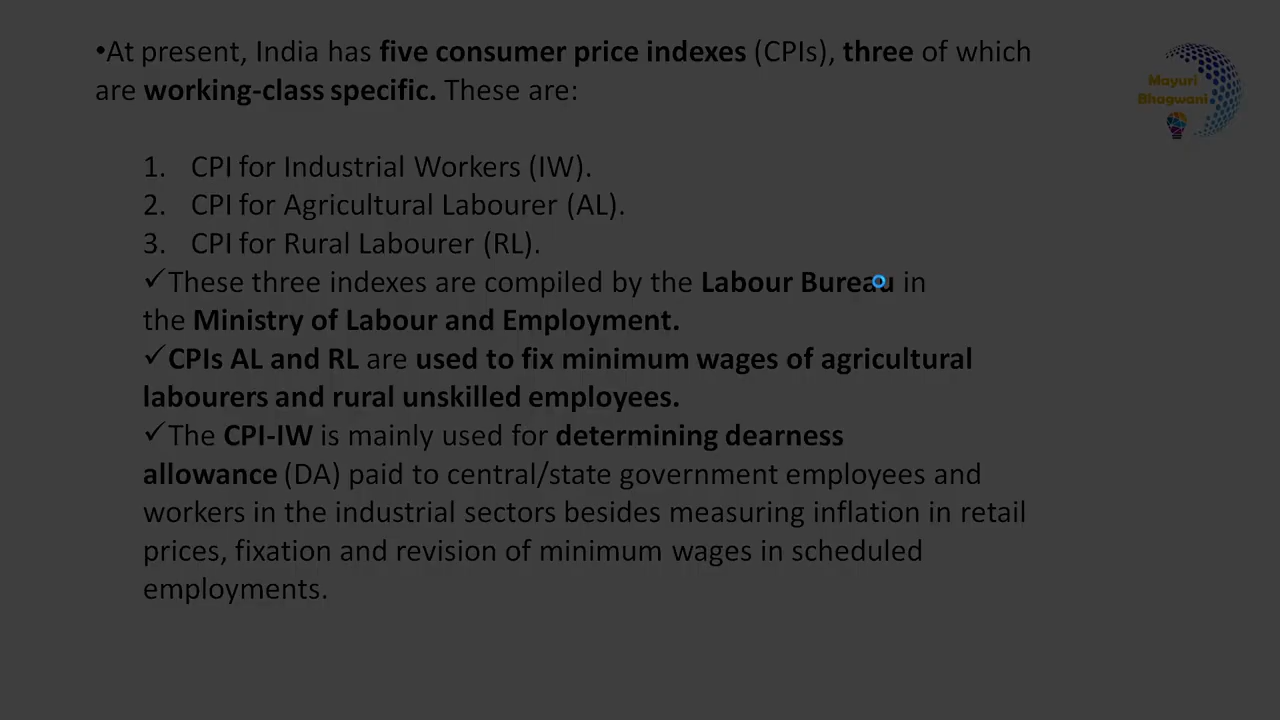 •At present, India has five consumer price indexes (CPIs), three of which
are working-class specific. These are:
Mayuri
Bhagwani
1. CPI for Industrial Workers (IW).
2. CPI for Agricultural Labourer (AL).
3. CPI for Rural Labourer (RL).
✓These three indexes are compiled by the Labour Bureau in
the Ministry of Labour and Employment.
✓CPIs AL and RL are used to fix minimum wages of agricultural
labourers and rural unskilled employees.
✓The CPI-IW is mainly used for determining dearness
allowance (DA) paid to central/state government employees and
workers in the industrial sectors besides measuring inflation in retail
prices, fixation and revision of minimum wages in scheduled
employments.